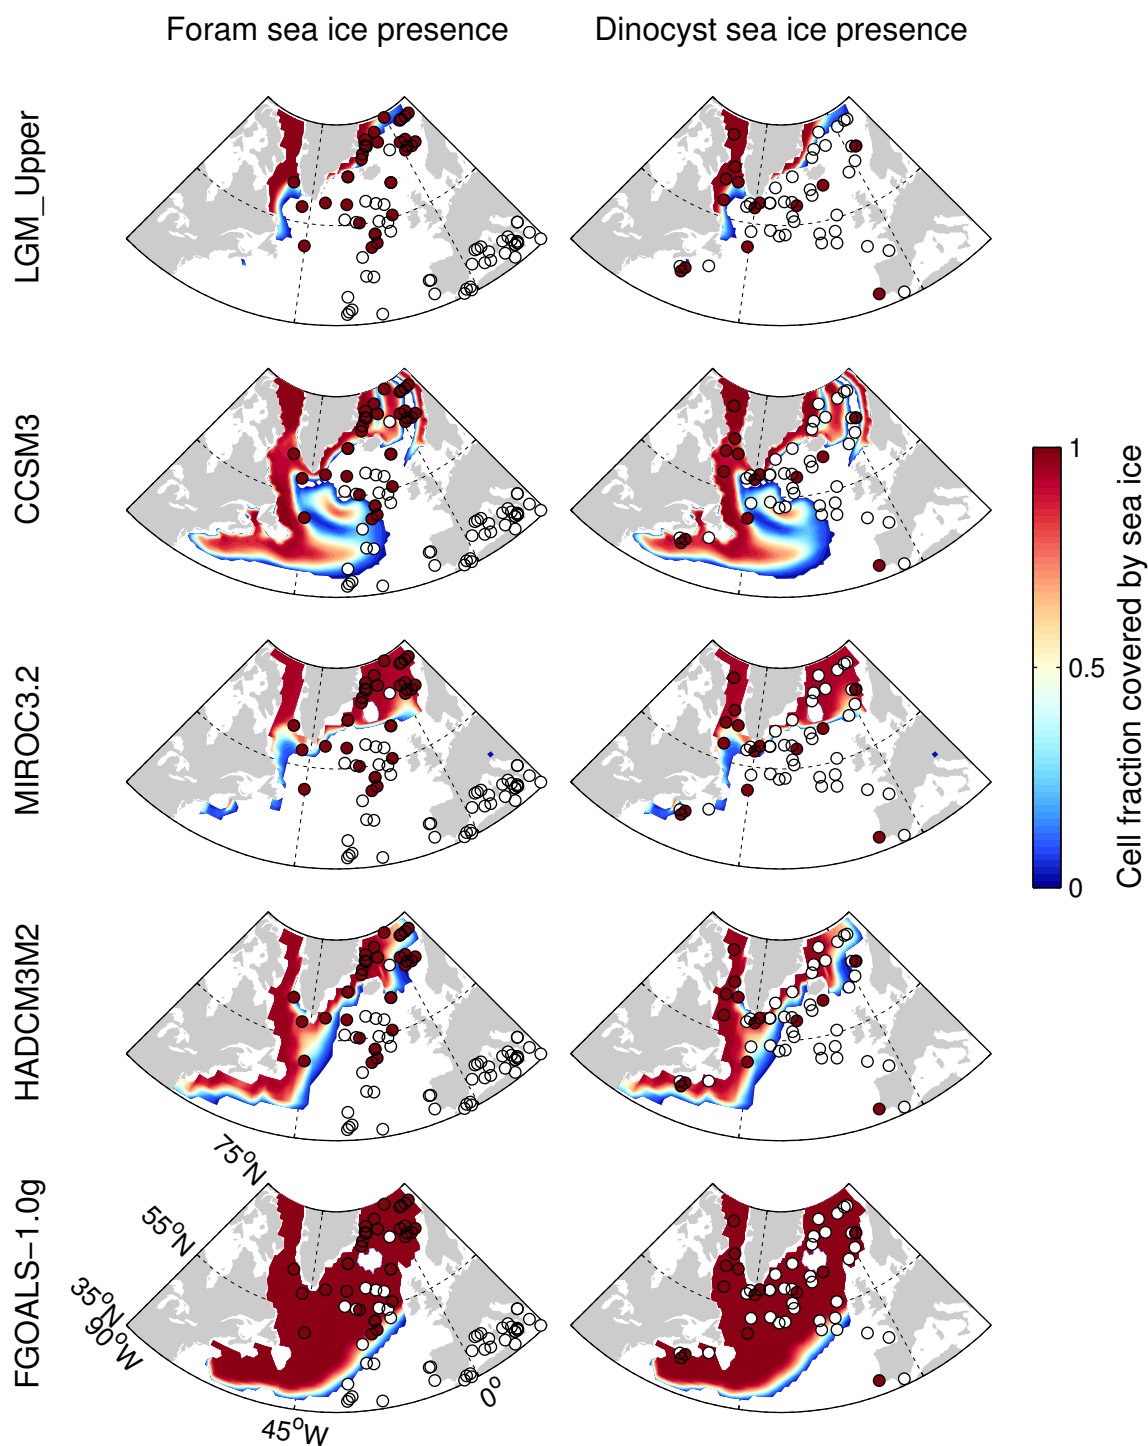 Foram sea ice presence
Dinocyst sea ice presence
LGM_Upper
CCSM3
MIROC3.2
HADCM3M2
FGOALS−1.0g
1
0.5
0
Cell fraction covered by sea ice
75°N
55°N
35°N
90°W
45°W
0°